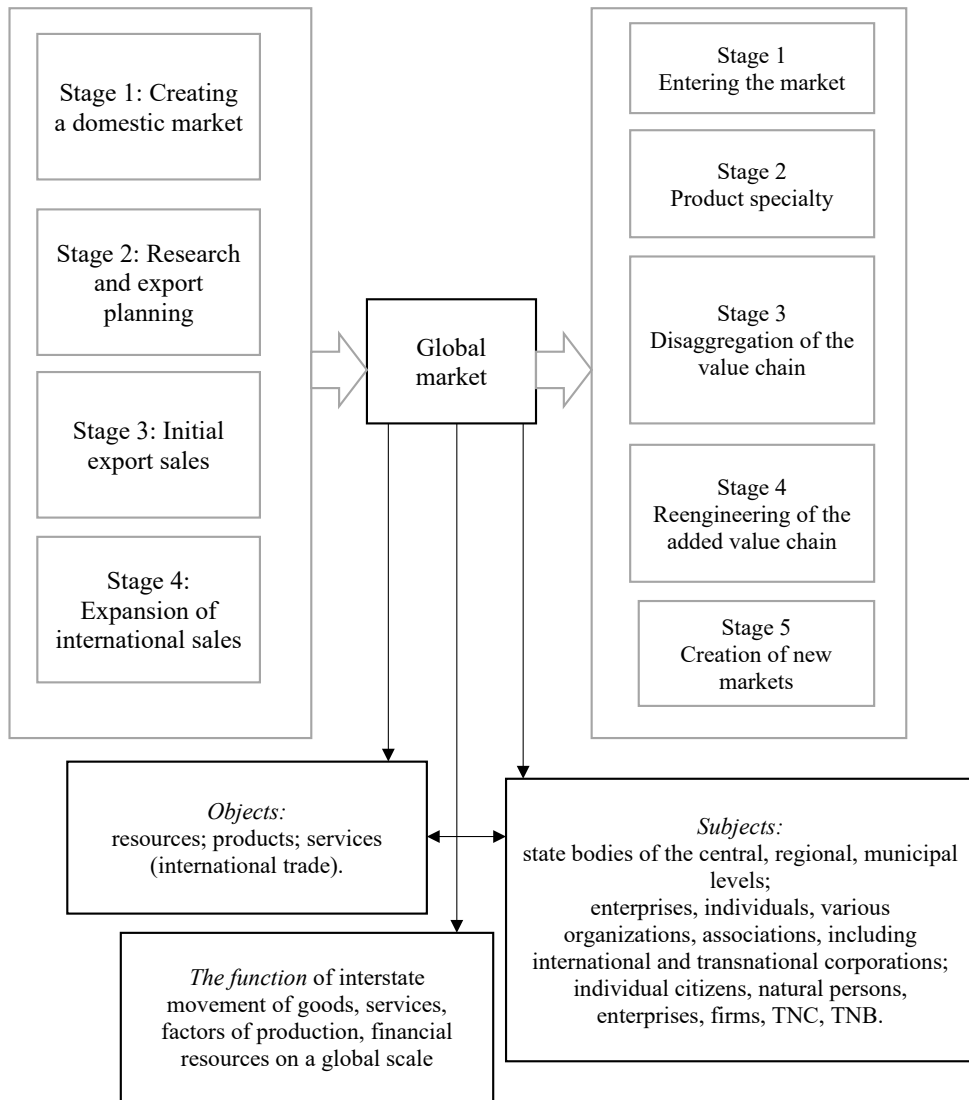 Stage 1: Creating
a domestic market
Stage 2: Research
and export
planning
Stage 3: Initial
export sales
Stage 4:
Expansion of
international sales
Global
market
Stage 1
Entering the market
Stage 2
Product specialty
Stage 3
Disaggregation of the
value chain
Stage 4
Reengineering of the
added value chain
Stage 5
Creation of new
markets
Objects:
resources; products; services
(international trade).
The function of interstate
movement of goods, services,
factors of production, financial
resources on a global scale
Subjects:
state bodies of the central, regional, municipal
levels;
enterprises, individuals, various
organizations, associations, including
international and transnational corporations;
individual citizens, natural persons,
enterprises, firms, TNC, TNB.